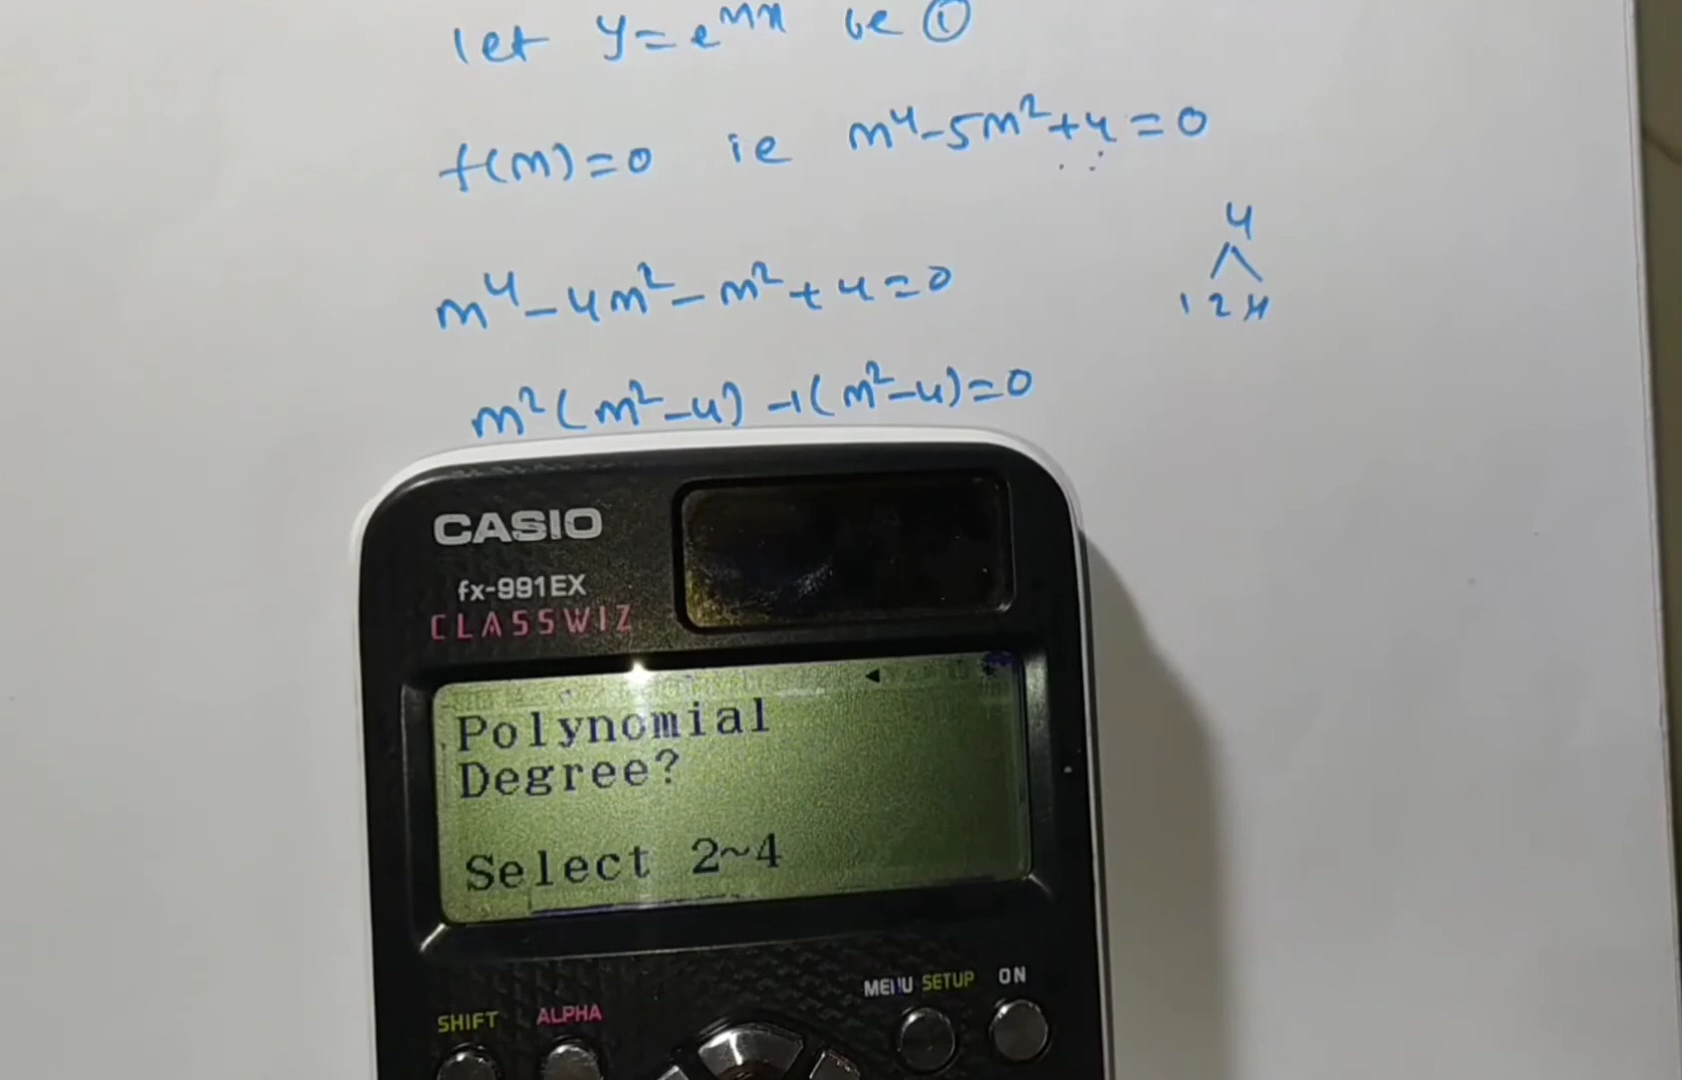 let y=e^mx be ①
f(m)=0 ie m⁴-5m²+4=0
4
m⁴-4m²-m²+4=0
1 2 4
m²(m²-4)-1(m²-4)=0
CASIO
fx-991EX
CLASSWIZ
Polynomial
Degree?
Select 2~4
MENU SETUP ON
SHIFT ALPHA